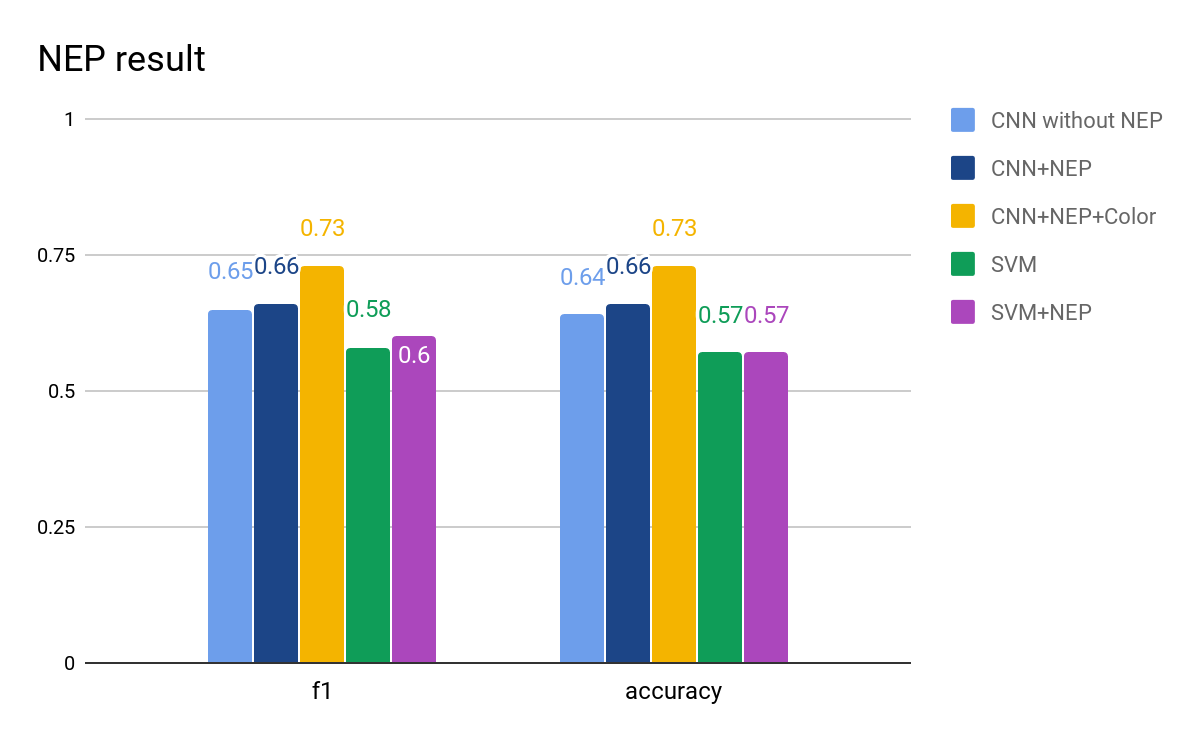 NEP result
1
0.75
0.5
0.25
0
0.65
0.66
0.73
0.58
0.6
0.64
0.66
0.73
0.57
0.57
f1
accuracy
CNN without NEP
CNN+NEP
CNN+NEP+Color
SVM
SVM+NEP